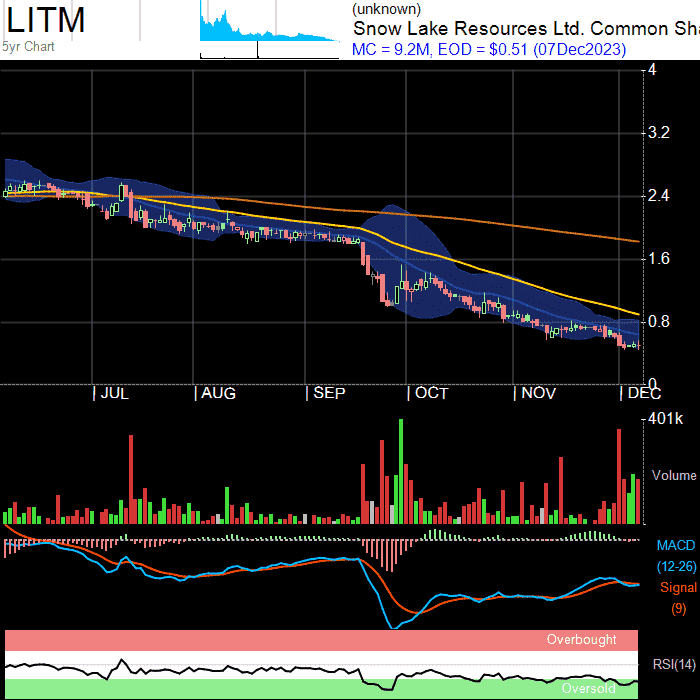 LITM
5yr Chart
(unknown)
Snow Lake Resources Ltd. Common Sha
MC = 9.2M, EOD = $0.51 (07Dec2023)
4
3.2
2.4
1.6
0.8
0
JUL AUG SEP OCT NOV DEC
401k
Volume
MACD
(12-26)
Signal
(9)
Overbought
RSI(14)
Oversold